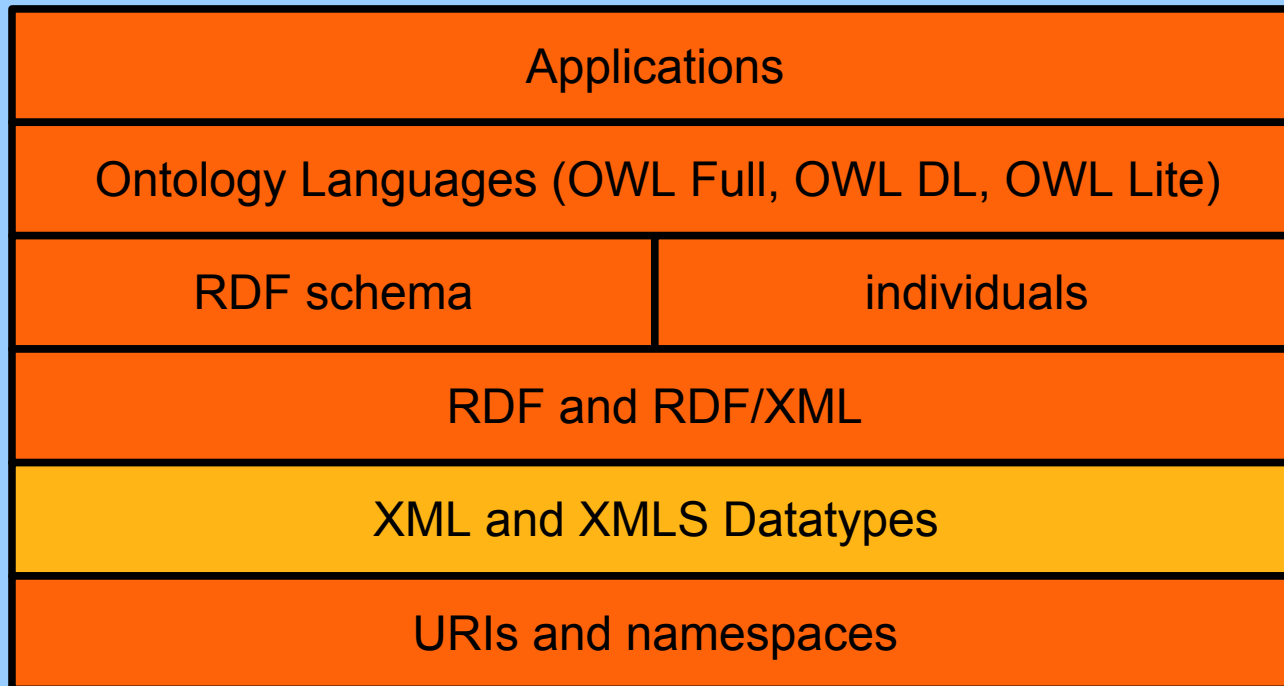 Applications
Ontology Languages (OWL Full, OWL DL, OWL Lite)
RDF schema
individuals
RDF and RDF/XML
XML and XMLS Datatypes
URIs and namespaces